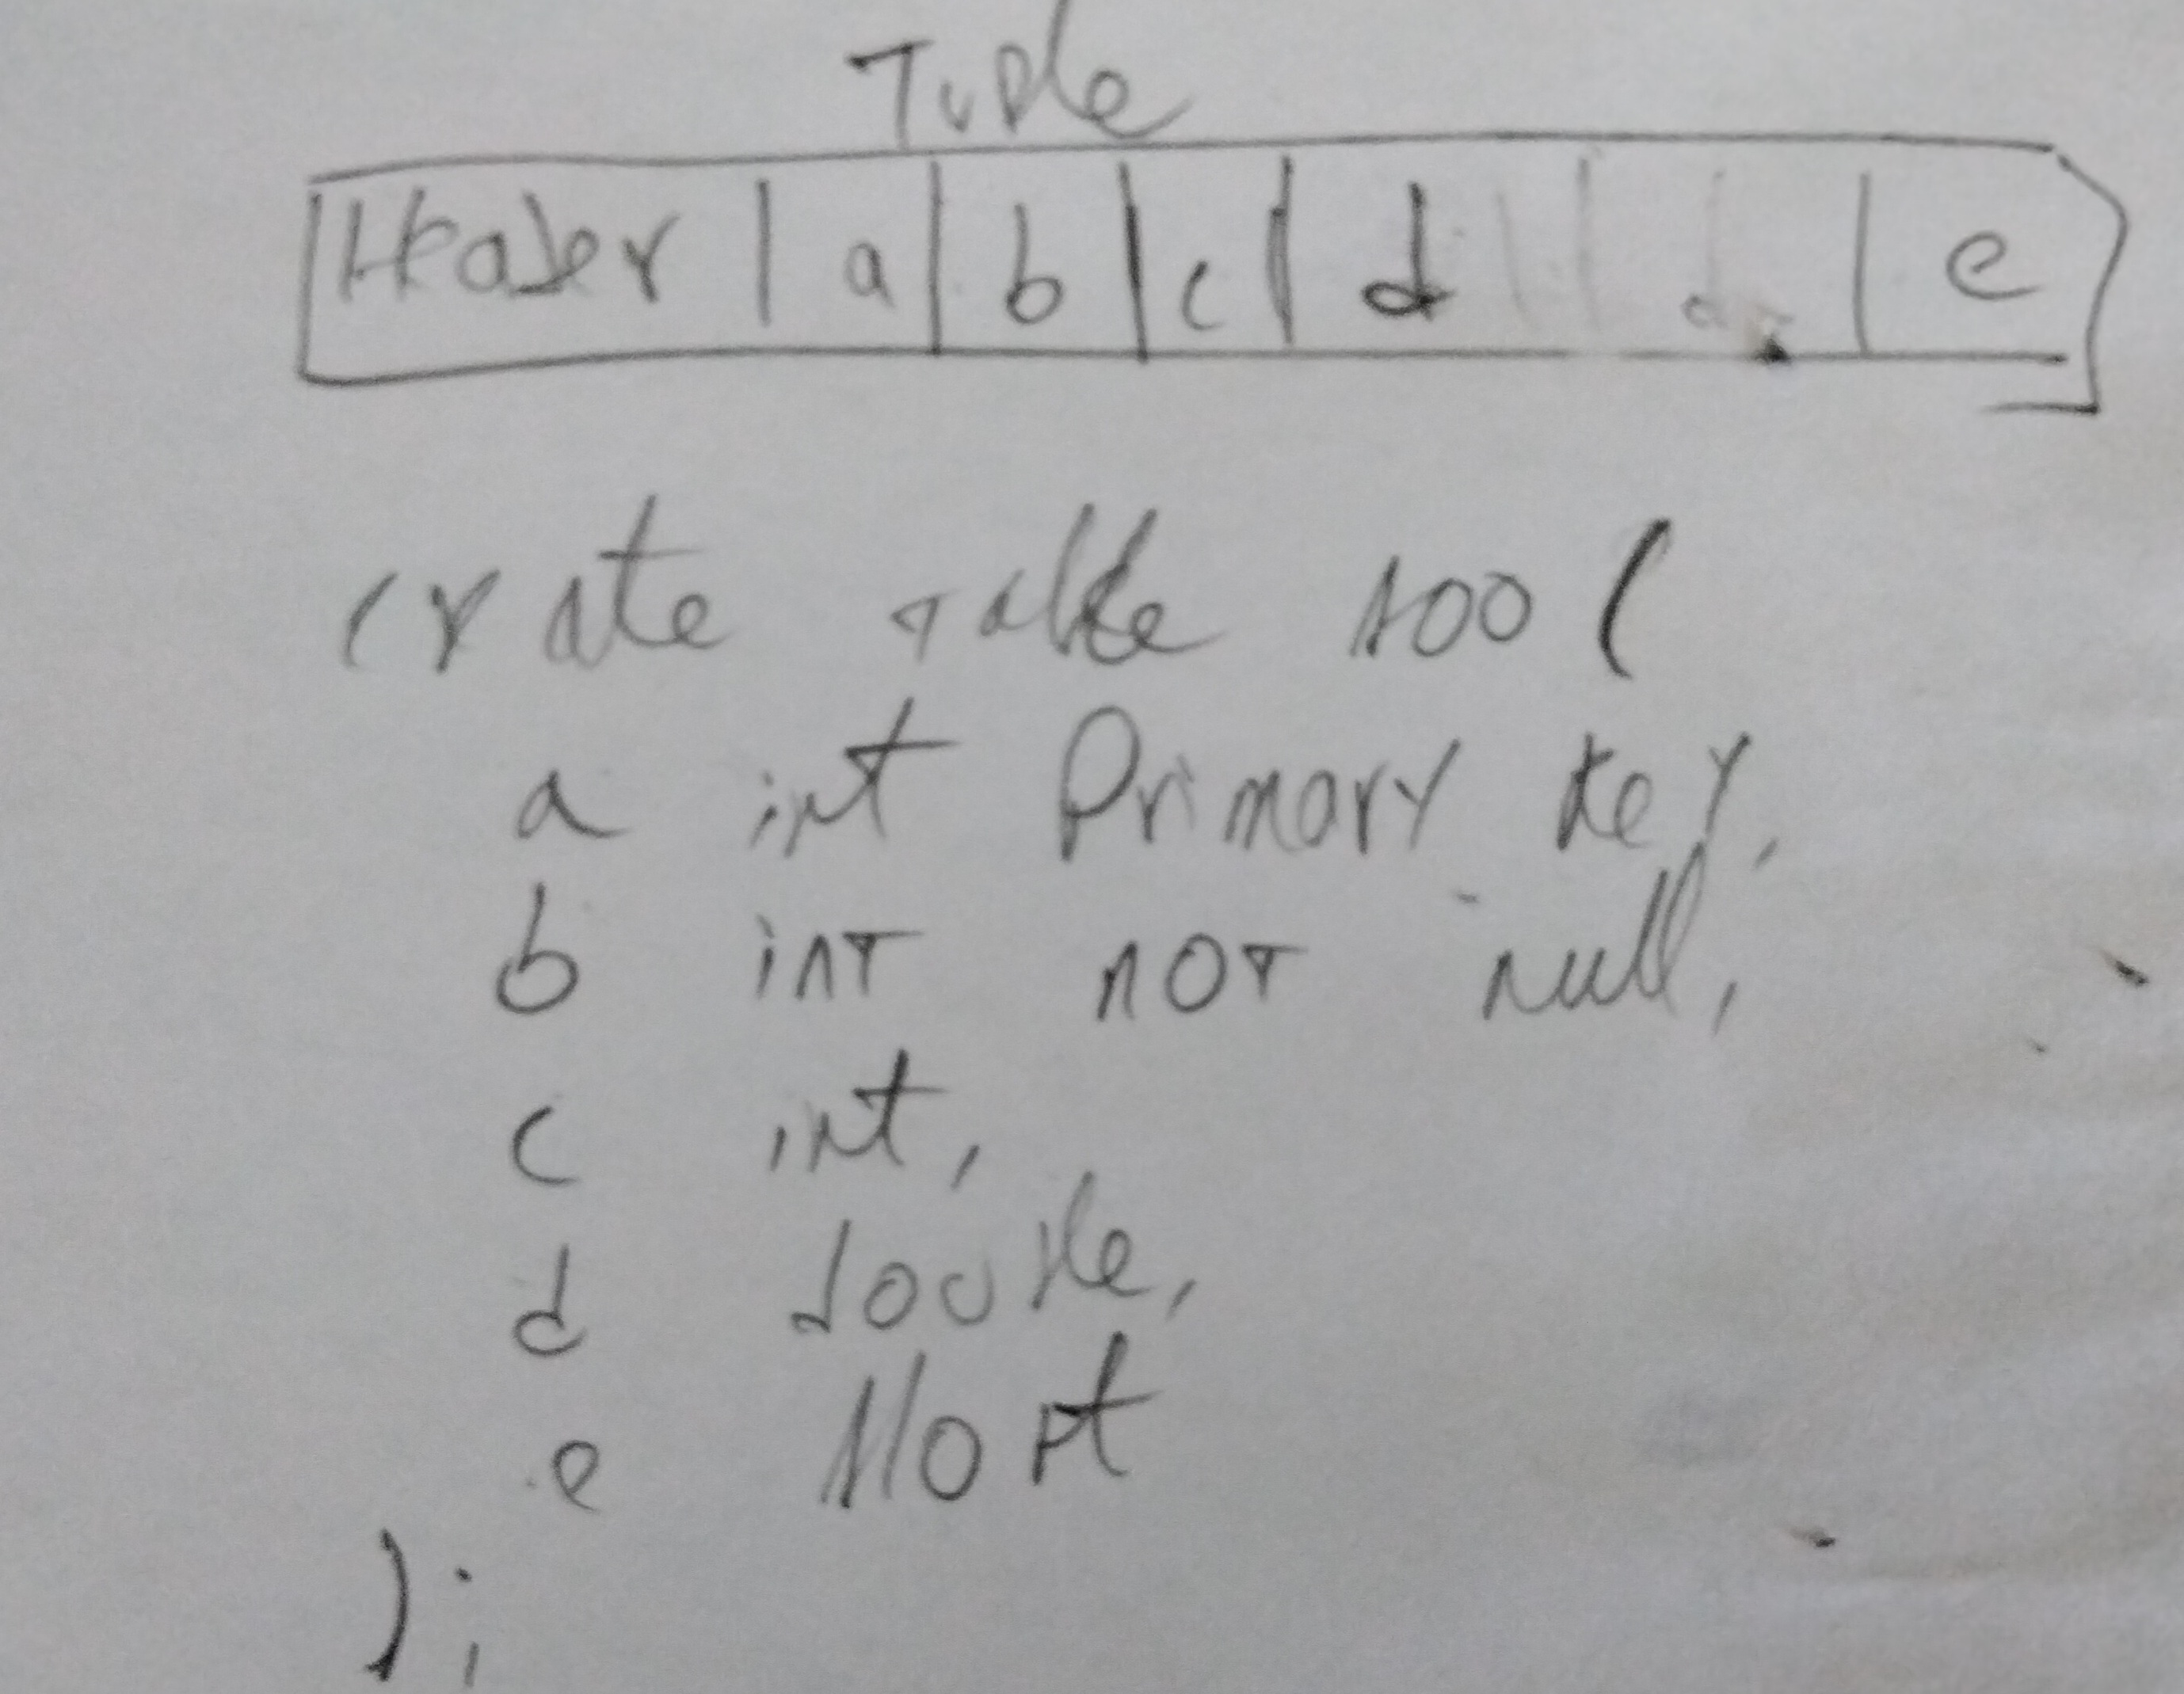 Tuple
Header | a | b | c | d | e
create table foo (
a int Primary key,
b int not null,
c int,
d double,
e float
);